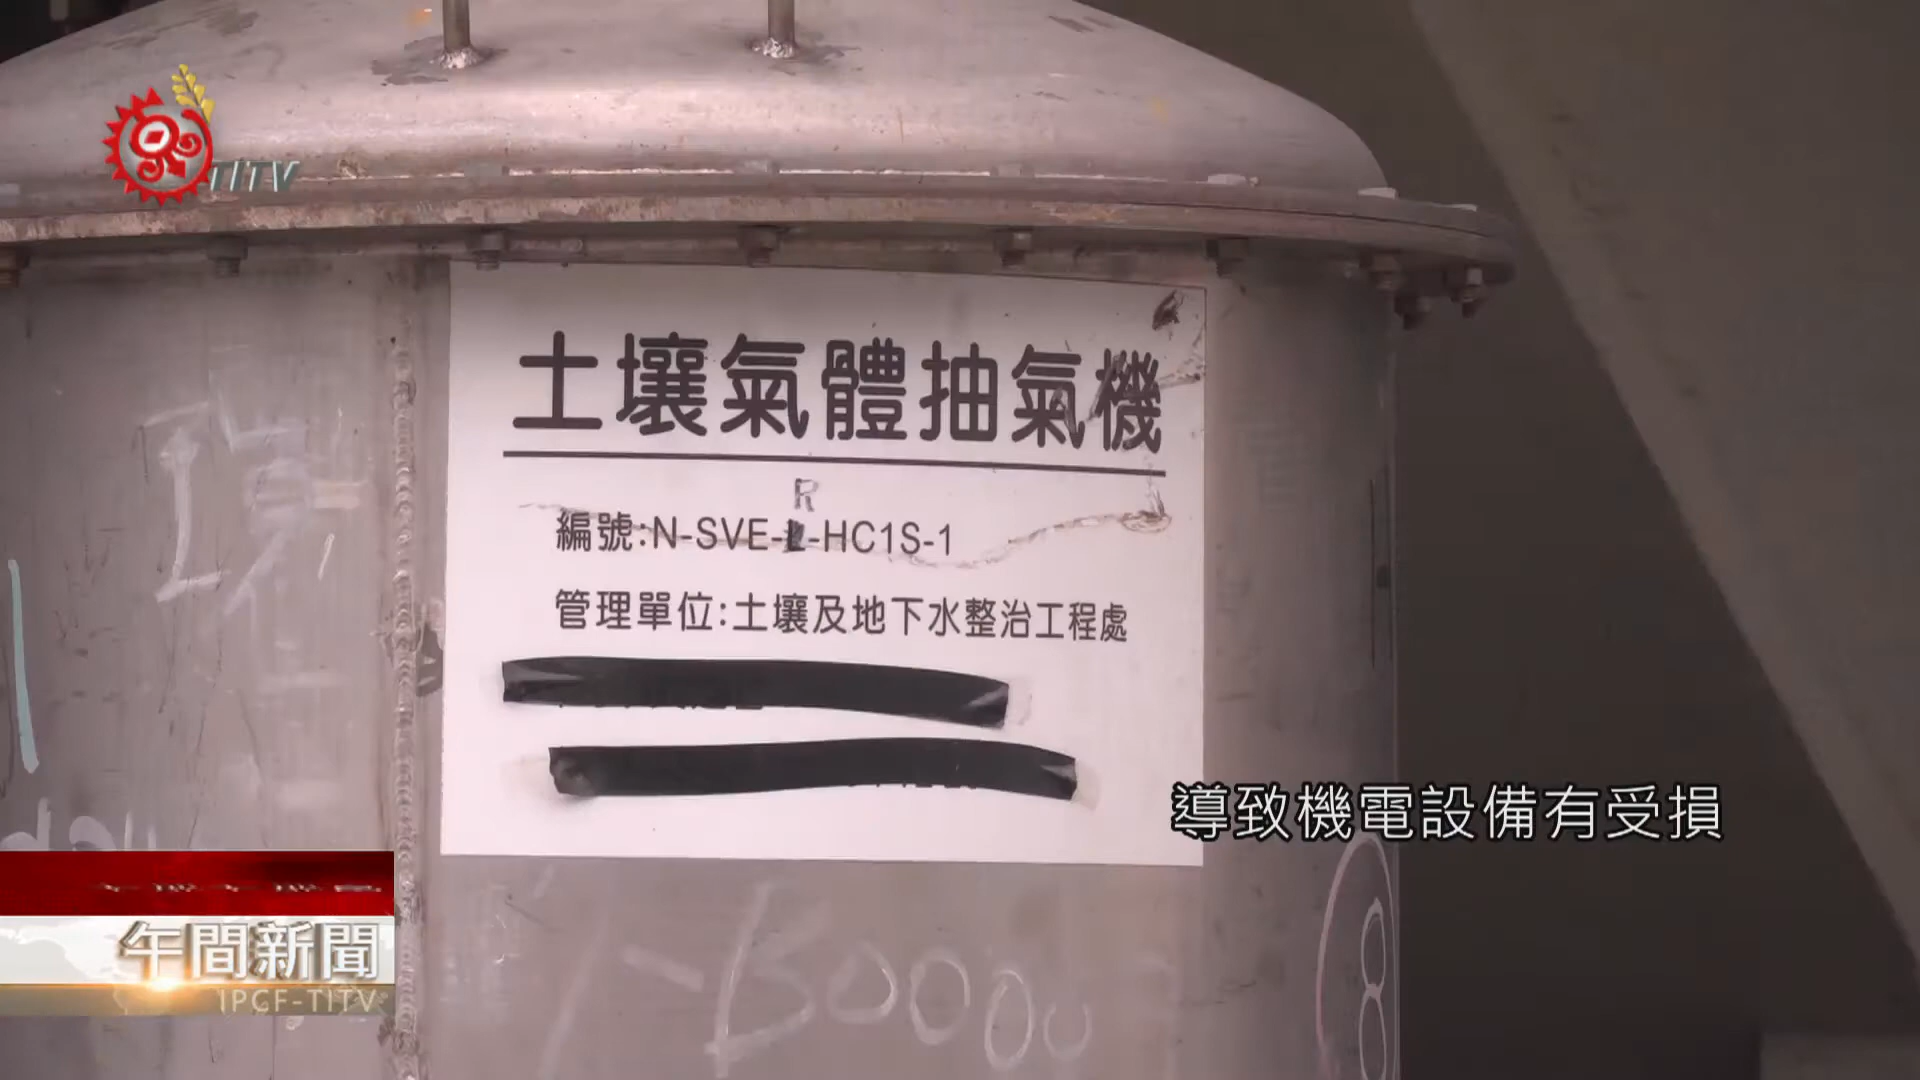 TITV
土壤氣體抽氣機
R
編號:N-SVE-L-HC1S-1
管理單位:土壤及地下水整治工程處
導致機電設備有受損
午間新聞
IPCF-TITV
-B0000
8